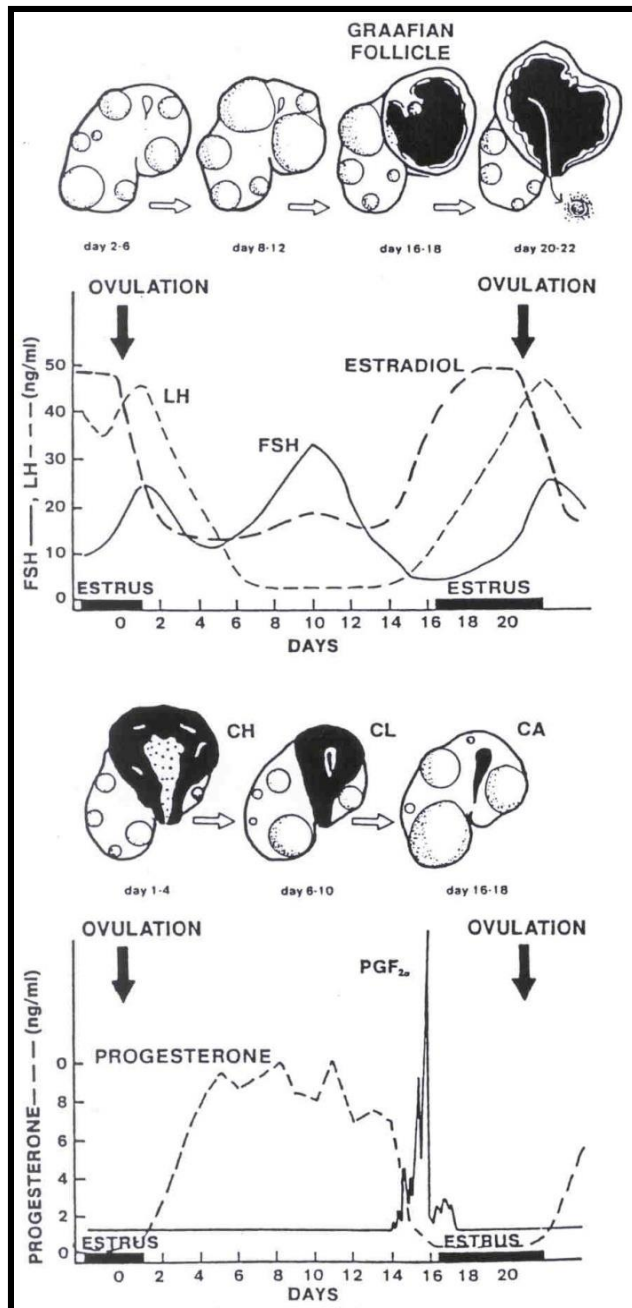 GRAAFIAN
FOLLICLE
day 2-6
day 8-12
day 16-18
day 20-22
OVULATION
OVULATION
FSH ——, LH – – – (ng/ml)
50
40
30
20
10
0
LH
FSH
ESTRADIOL
ESTRUS
ESTRUS
0 2 4 6 8 10 12 14 16 18 20
DAYS
CH
CL
CA
day 1-4
day 6-10
day 16-18
OVULATION
OVULATION
PGF2α
PROGESTERONE – – – (ng/ml)
PROGESTERONE
0
8
6
4
2
0
ESTRUS
ESTRUS
0 2 4 6 8 10 12 14 16 18 20
DAYS